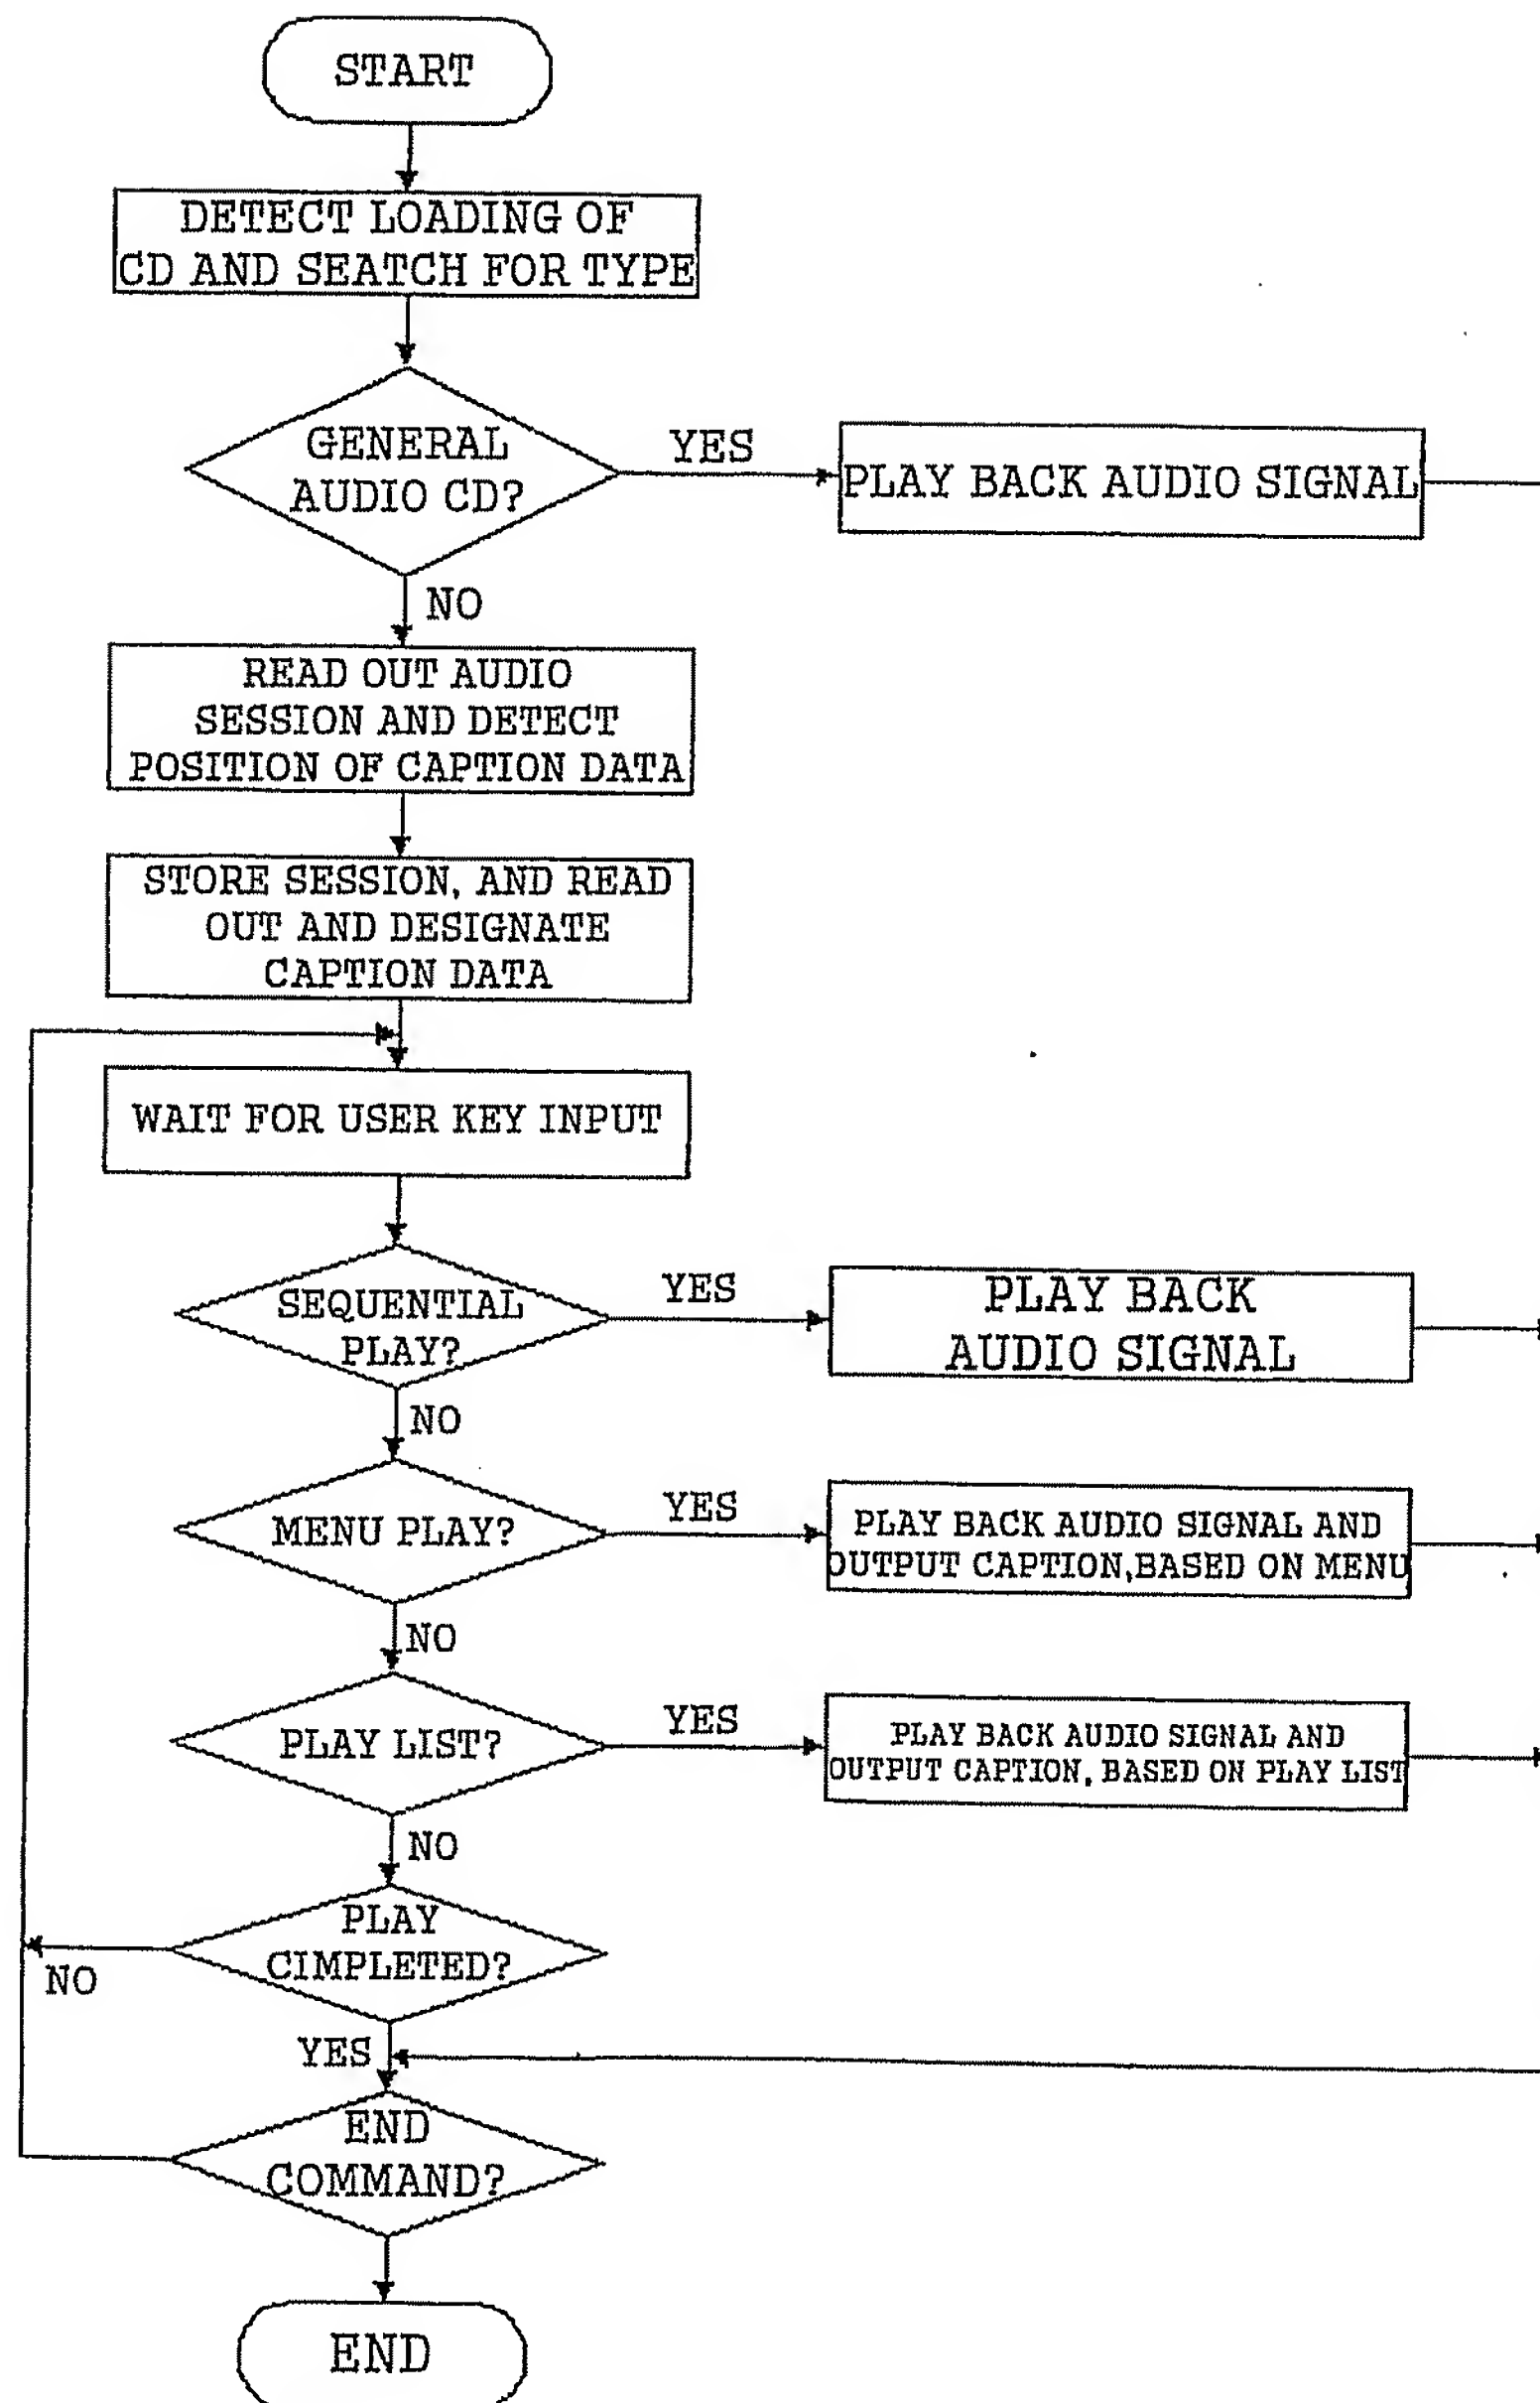 START
DETECT LOADING OF
CD AND SEATCH FOR TYPE
GENERAL
AUDIO CD?
YES
PLAY BACK AUDIO SIGNAL
NO
READ OUT AUDIO
SESSION AND DETECT
POSITION OF CAPTION DATA
STORE SESSION, AND READ
OUT AND DESIGNATE
CAPTION DATA
WAIT FOR USER KEY INPUT
SEQUENTIAL
PLAY?
YES
PLAY BACK
AUDIO SIGNAL
NO
MENU PLAY?
YES
PLAY BACK AUDIO SIGNAL AND
OUTPUT CAPTION,BASED ON MENU
NO
PLAY LIST?
YES
PLAY BACK AUDIO SIGNAL AND
OUTPUT CAPTION, BASED ON PLAY LIST
NO
PLAY
CIMPLETED?
NO
YES
END
COMMAND?
END